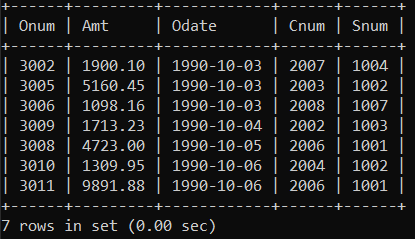 +------+---------+------------+------+------+
| Onum | Amt     | Odate      | Cnum | Snum |
+------+---------+------------+------+------+
| 3002 | 1900.10 | 1990-10-03 | 2007 | 1004 |
| 3005 | 5160.45 | 1990-10-03 | 2003 | 1002 |
| 3006 | 1098.16 | 1990-10-03 | 2008 | 1007 |
| 3009 | 1713.23 | 1990-10-04 | 2002 | 1003 |
| 3008 | 4723.00 | 1990-10-05 | 2006 | 1001 |
| 3010 | 1309.95 | 1990-10-06 | 2004 | 1002 |
| 3011 | 9891.88 | 1990-10-06 | 2006 | 1001 |
+------+---------+------------+------+------+
7 rows in set (0.00 sec)